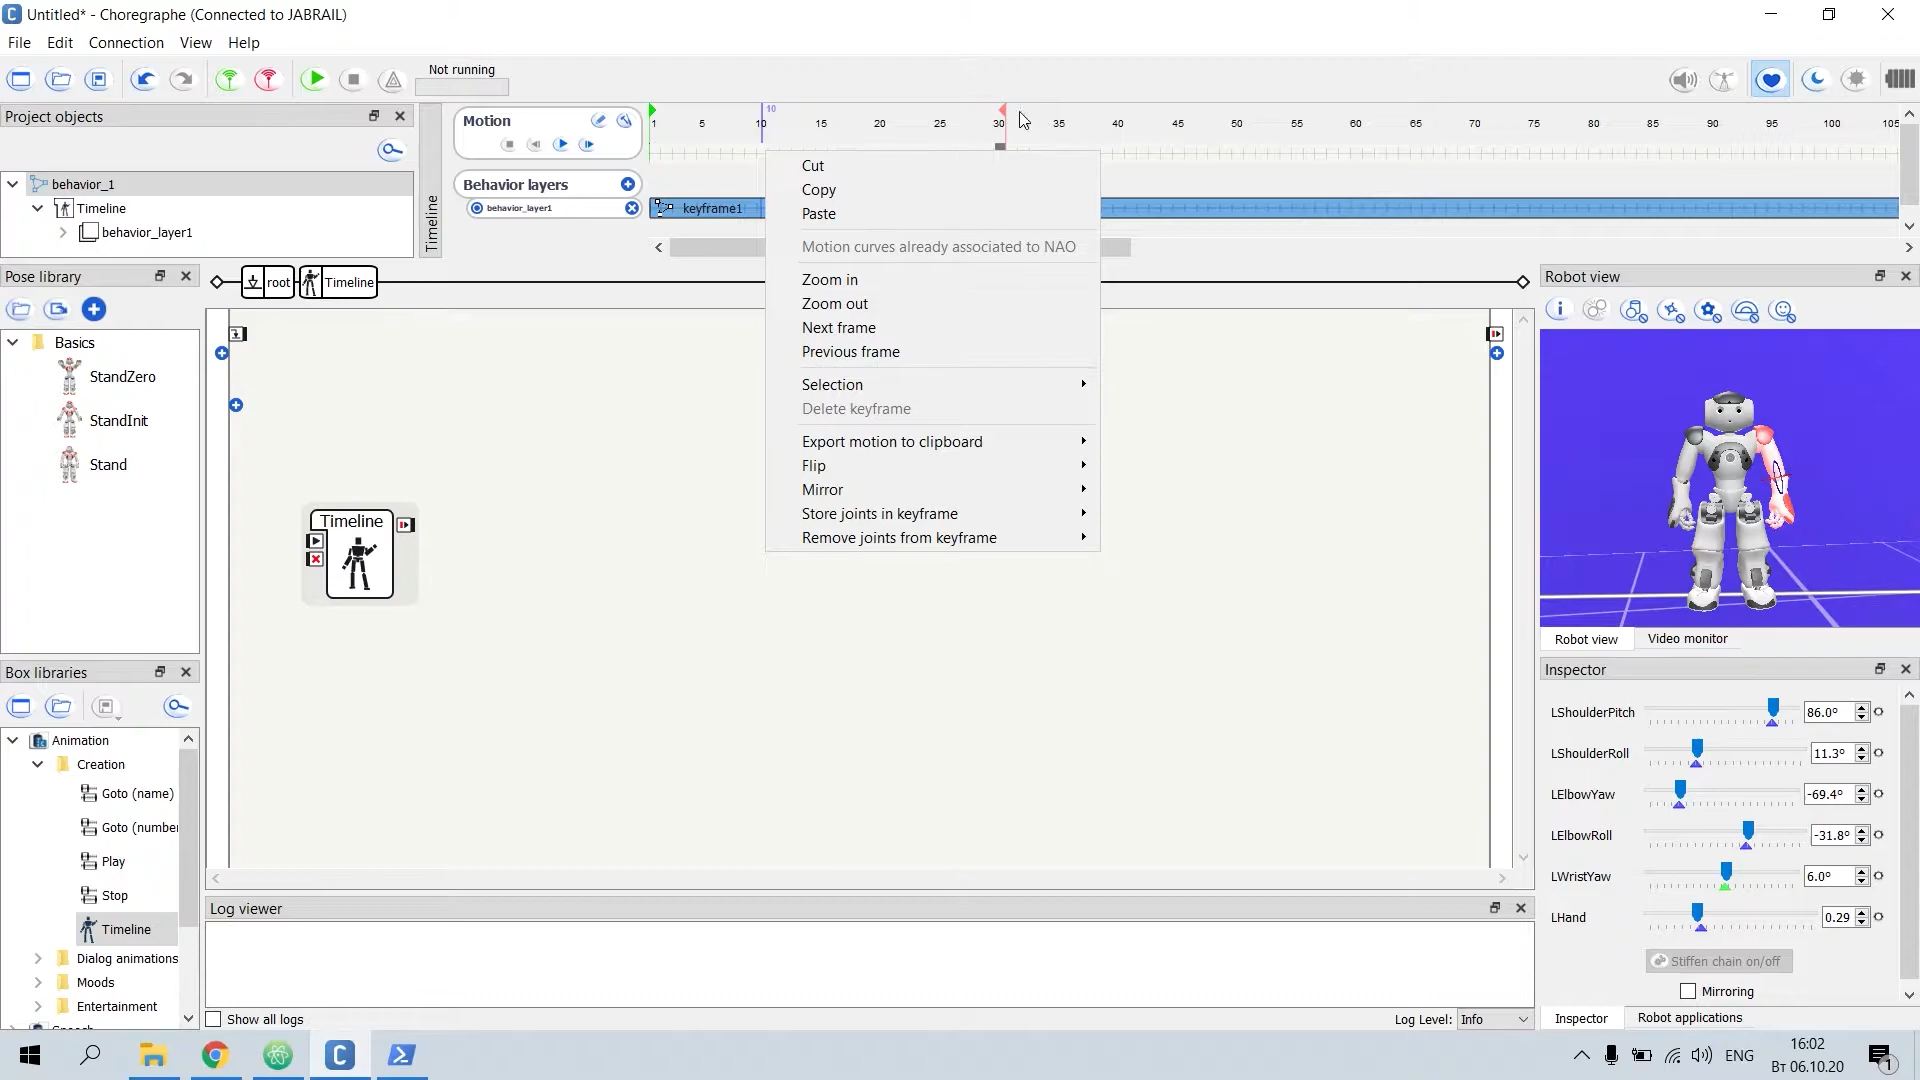 Untitled* - Choregraphe (Connected to JABRAIL)
File Edit Connection View Help
Not running
Project objects
behavior_1
Timeline
behavior_layer1
Timeline
Motion
Behavior layers
behavior_layer1
10
1 5 10 15 20 25 30 35 40 45 50 55 60 65 70 75 80 85 90 95 100 105
keyframe1
Cut
Copy
Paste
Motion curves already associated to NAO
Zoom in
Zoom out
Next frame
Previous frame
Selection
Delete keyframe
Export motion to clipboard
Flip
Mirror
Store joints in keyframe
Remove joints from keyframe
Pose library
Basics
StandZero
StandInit
Stand
root Timeline
Timeline
Robot view
Robot view Video monitor
Box libraries
Animation
Creation
Goto (name)
Goto (number
Play
Stop
Timeline
Dialog animations
Moods
Entertainment
Log viewer
Show all logs
Log Level: Info
Inspector
LShoulderPitch 86.0°
LShoulderRoll 11.3°
LElbowYaw -69.4°
LElbowRoll -31.8°
LWristYaw 6.0°
LHand 0.29
Stiffen chain on/off
Mirroring
Inspector Robot applications
ENG
16:02
Вт 06.10.20
1